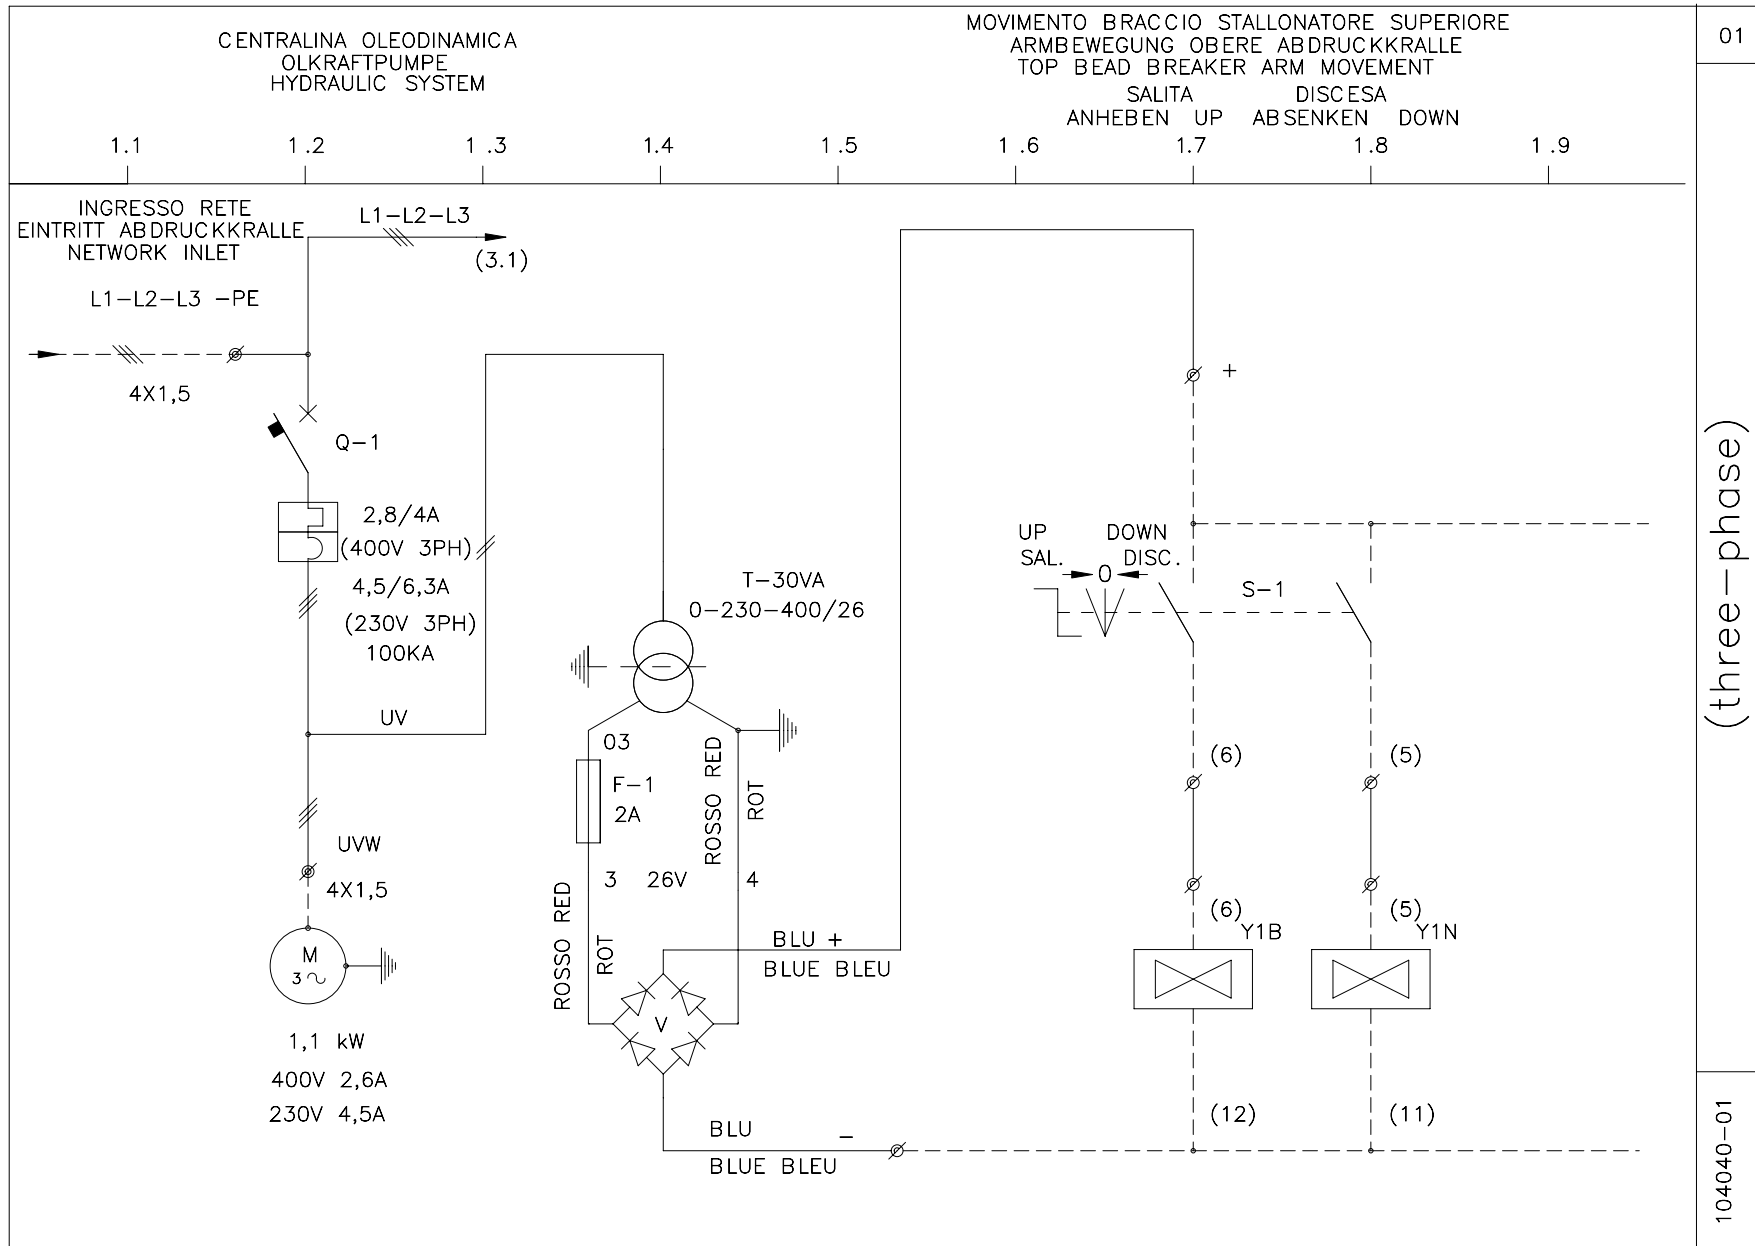 CENTRALINA OLEODINAMICA
OLKRAFTPUMPE
HYDRAULIC SYSTEM
MOVIMENTO BRACCIO STALLONATORE SUPERIORE
ARMBEWEGUNG OBERE ABDRUCKKRALLE
TOP BEAD BREAKER ARM MOVEMENT
SALITA DISCESA
ANHEBEN UP ABSENKEN DOWN
01
1.1 1.2 1.3 1.4 1.5 1.6 1.7 1.8 1.9
INGRESSO RETE
EINTRITT ABDRUCKKRALLE
NETWORK INLET
L1-L2-L3
(3.1)
L1-L2-L3 -PE
4X1,5
Q-1
2,8/4A
(400V 3PH)
4,5/6,3A
(230V 3PH)
100KA
UV
UVW
4X1,5
M
3~
1,1 kW
400V 2,6A
230V 4,5A
T-30VA
0-230-400/26
03
F-1
2A
3 26V 4
ROSSO RED
ROT
ROSSO RED
ROT
V
BLU +
BLUE BLEU
BLU -
BLUE BLEU
+
UP DOWN
SAL. DISC.
0
S-1
(6) (5)
(6) (5)
Y1B Y1N
(12) (11)
(three-phase)
104040-01